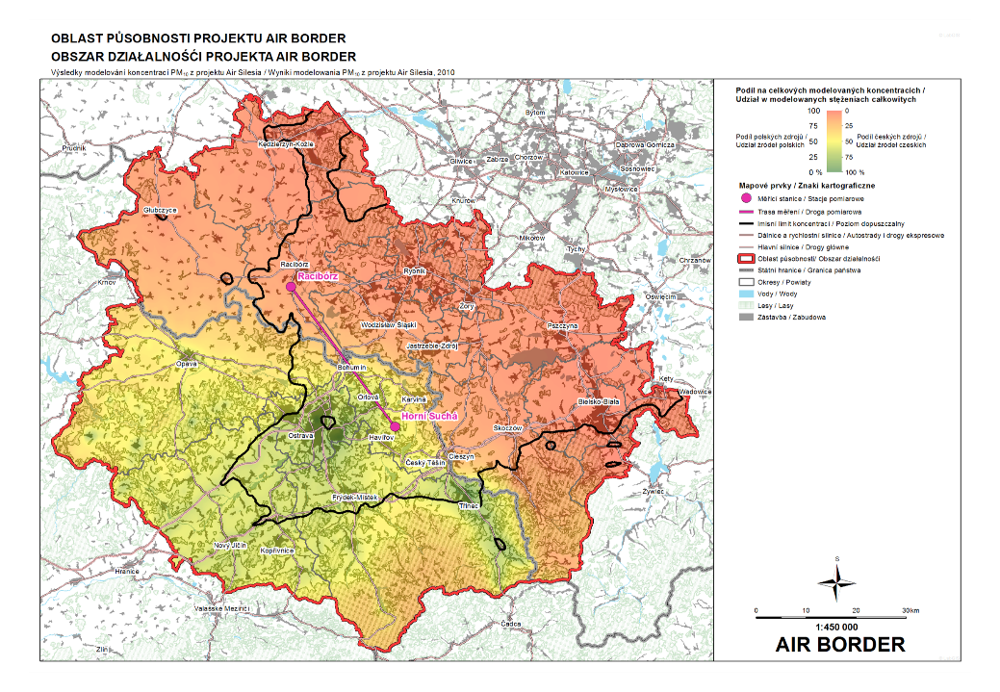 OBLAST PŮSOBNOSTI PROJEKTU AIR BORDER
OBSZAR DZIAŁALNOŚĆI PROJEKTA AIR BORDER
Výsledky modelování koncentrací PM₁₀ z projektu Air Silesia / Wyniki modelowania PM₁₀ z projektu Air Silesia, 2010
Podíl na celkových modelovaných koncentracích /
Udział w modelowanych stężeniach całkowitych
100 0
75 25
Podíl polských zdrojů /
Udział źródeł polskich
50 50
Podíl českých zdrojů /
Udział źródeł czeskich
25 75
0 % 100 %
Mapové prvky / Znaki kartograficzne
Měřící stanice / Stacje pomiarowe
Trasa měření / Droga pomiarowa
Imisní limit koncentrací / Poziom dopuszczalny
Dálnice a rychlostní silnice / Autostrady i drogy ekspresowe
Hlavní silnice / Drogy główne
Oblast působnosti/ Obszar działalnośći
Státní hranice / Granica państwa
Okresy / Powiaty
Vody / Wody
Lesy / Lasy
Zástavba / Zabudowa
Prudnik
Kędzierzyn-Koźle
Bytom
Gliwice
Zabrze
Chorzów
Dąbrowa Górnicza
Katowice
Sosnowiec
Mysłowice
Knurów
Głubczyce
Mikołów
Tychy
Chrzanów
Racibórz
Racibórz
Rybnik
Krnov
Oświęcim
Żory
Wodzisław Śląski
Pszczyna
Jastrzębie-Zdrój
Opava
Bohumín
Kęty
Wadowice
Orlová
Karviná
Bielsko-Biała
Horní Suchá
Skoczów
Ostrava
Havířov
Cieszyn
Český Těšín
Żywiec
Frýdek-Místek
Třinec
Nový Jičín
Kopřivnice
Hranice
Valašské Meziříčí
Čadca
Zlín
S
0 10 20 30 km
1:450 000
AIR BORDER